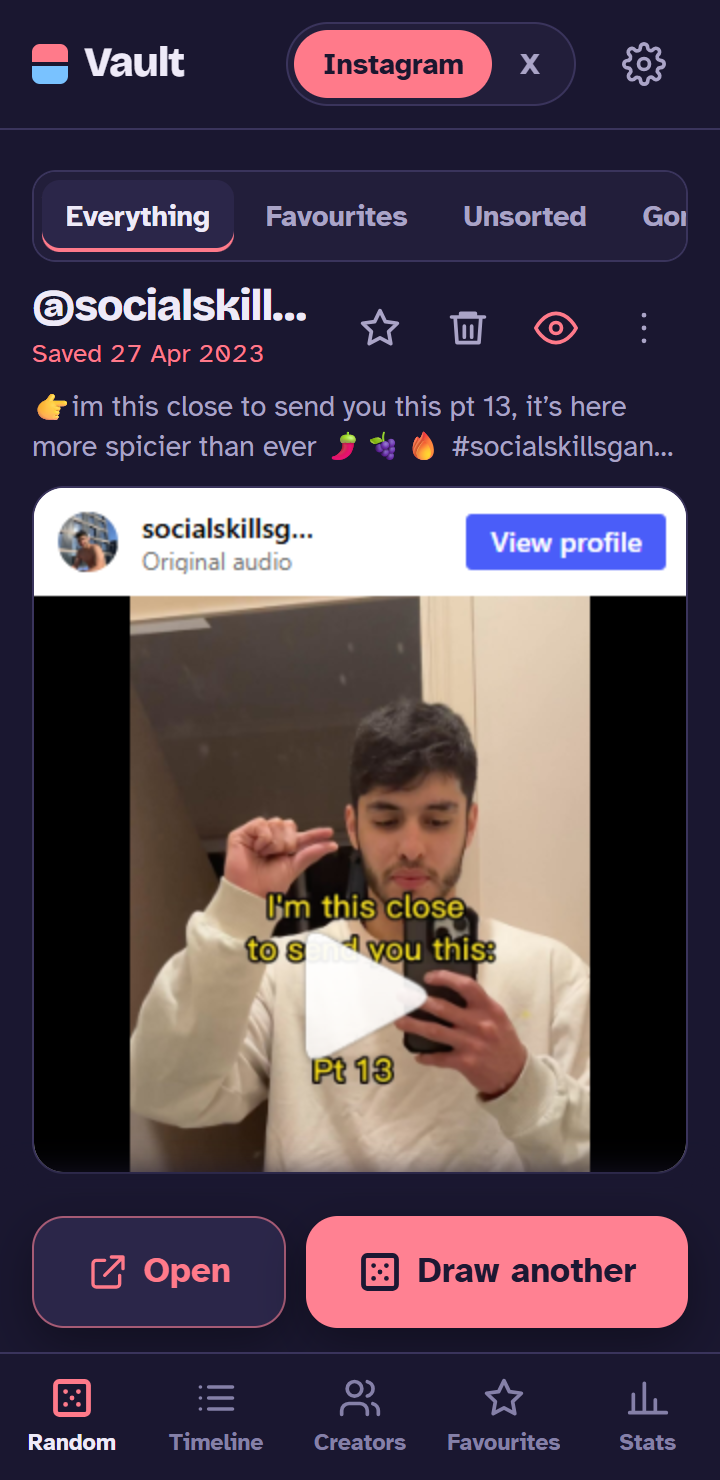 Vault
Instagram
X
Everything
Favourites
Unsorted
@socialskill...
Saved 27 Apr 2023
👉im this close to send you this pt 13, it's here
more spicier than ever 🌶️ 🍇 🔥 #socialskillsgan...
socialskillsg...
Original audio
View profile
I'm this close
to send you this:
Pt 13
Open
Draw another
Random
Timeline
Creators
Favourites
Stats